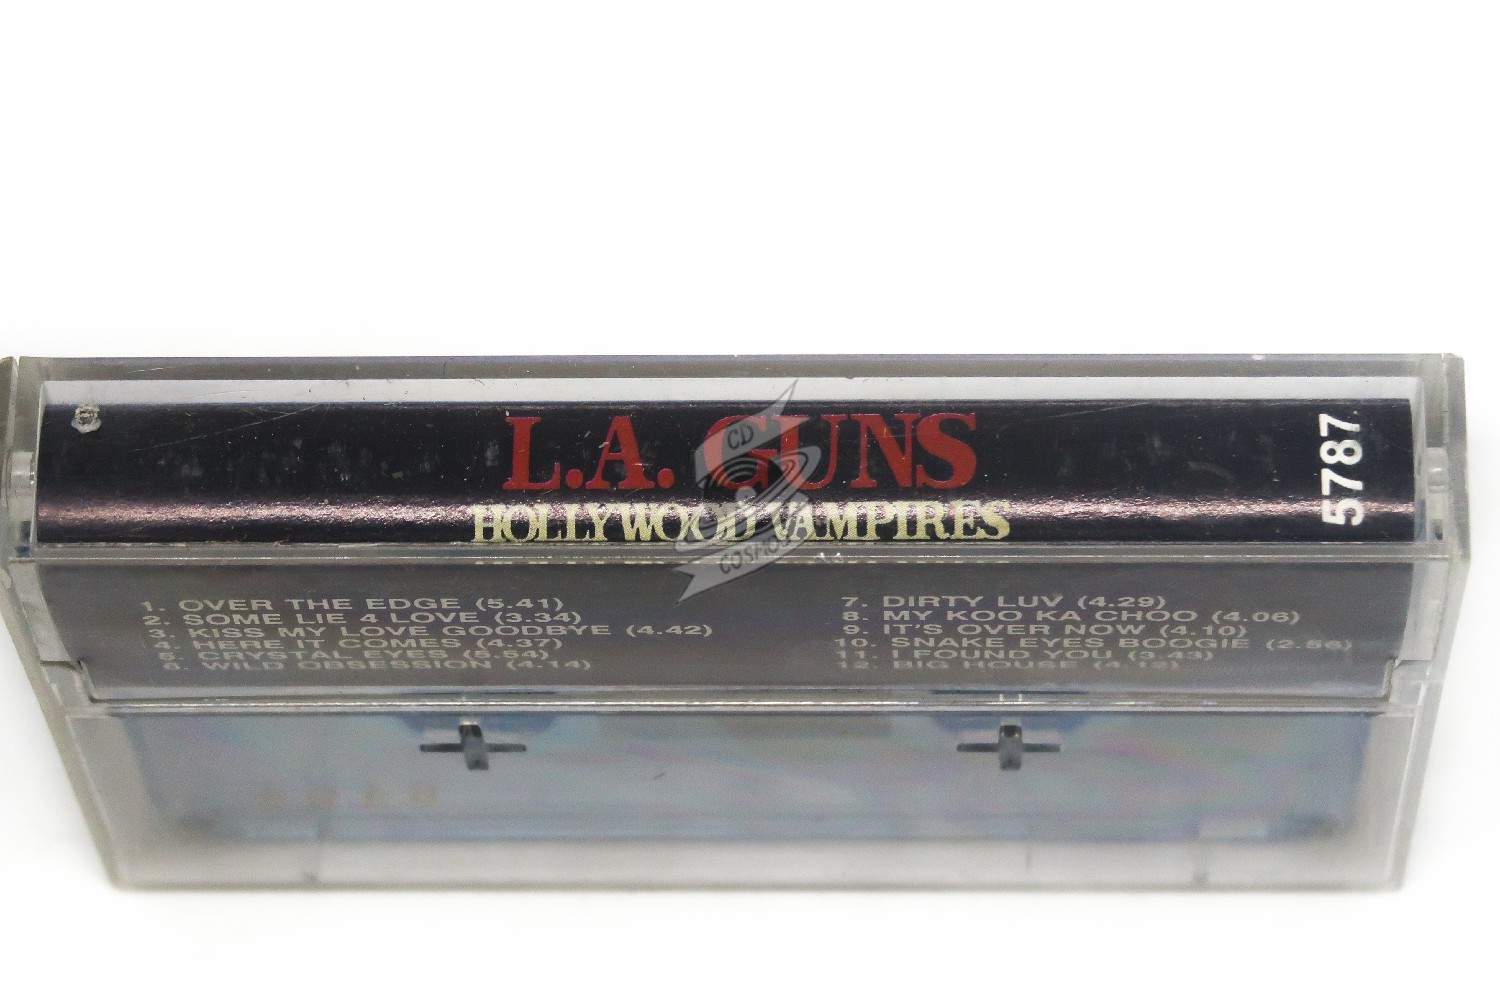 L.A. GUNS
HOLLYWOOD VAMPIRES
5787
CD
COSMOS
1. OVER THE EDGE (5.41)
2. SOME LIE 4 LOVE (3.34)
3. KISS MY LOVE GOODBYE (4.42)
4. HERE IT COMES (4.37)
5. CRYSTAL EYES (5.54)
6. WILD OBSESSION (4.14)
7. DIRTY LUV (4.29)
8. MY KOO KA CHOO (4.06)
9. IT'S OVER NOW (4.10)
10. SNAKE EYES BOOGIE (2.56)
11. I FOUND YOU (3.43)
12. BIG HOUSE (4.12)